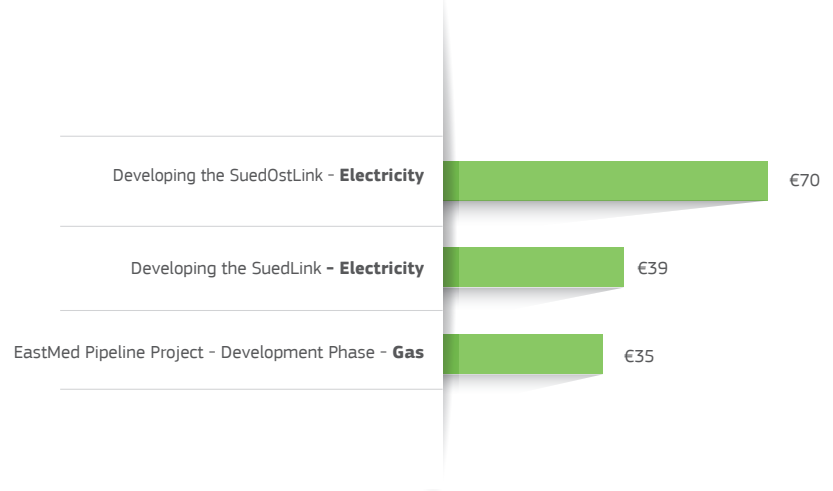 Developing the SuedOstLink - Electricity €70
Developing the SuedLink - Electricity €39
EastMed Pipeline Project - Development Phase - Gas €35